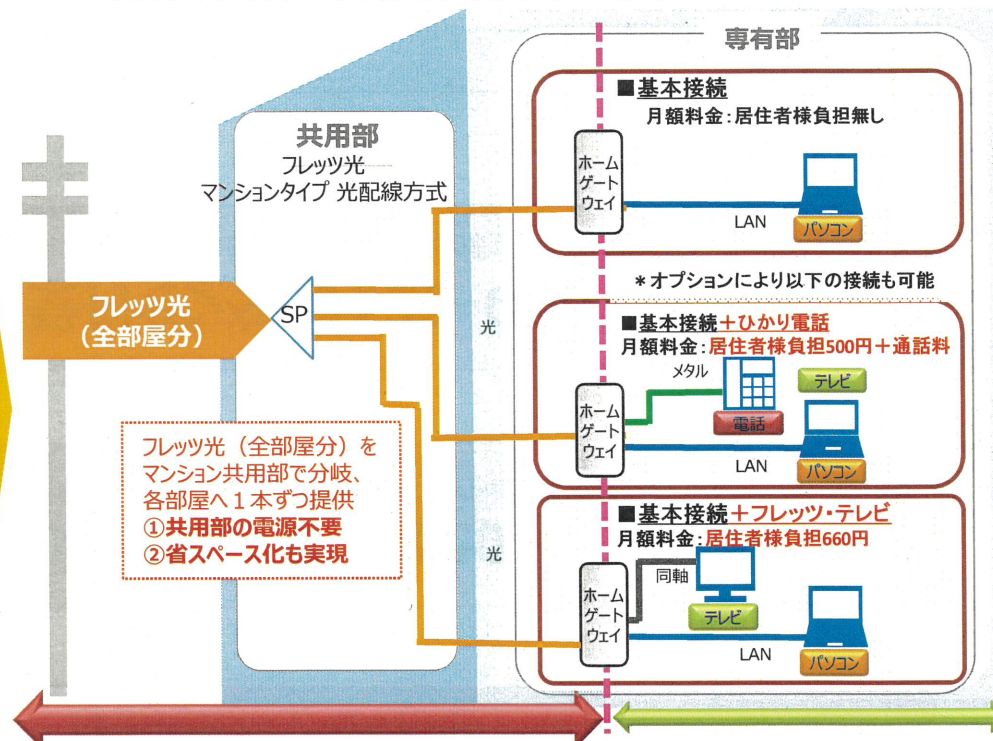 専有部
■基本接続
月額料金:居住者様負担無し
共用部
フレッツ光
マンションタイプ 光配線方式
ホーム
ゲート
ウェイ
LAN
パソコン
*オプションにより以下の接続も可能
フレッツ光
(全部屋分)
SP
光
■基本接続+ひかり電話
月額料金:居住者様負担500円+通話料
メタル
テレビ
電話
ホーム
ゲート
ウェイ
LAN
パソコン
フレッツ光(全部屋分)を
マンション共用部で分岐、
各部屋へ1本ずつ提供
①共用部の電源不要
②省スペース化も実現
■基本接続+フレッツ・テレビ
月額料金:居住者様負担660円
光
同軸
ホーム
ゲート
ウェイ
テレビ
LAN
パソコン